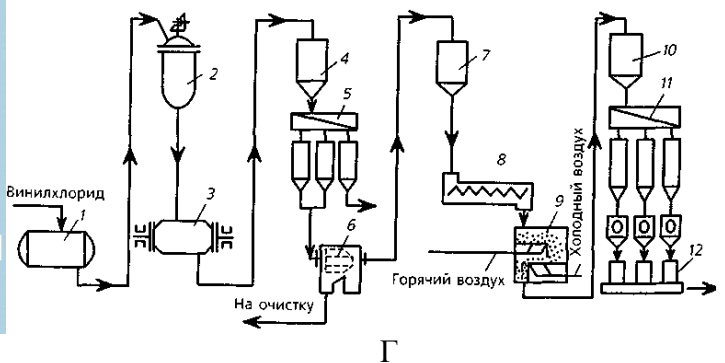 Винилхлорид
1
2
3
4
5
6
На очистку
7
8
9
Горячий воздух
Холодный воздух
10
11
12
Г